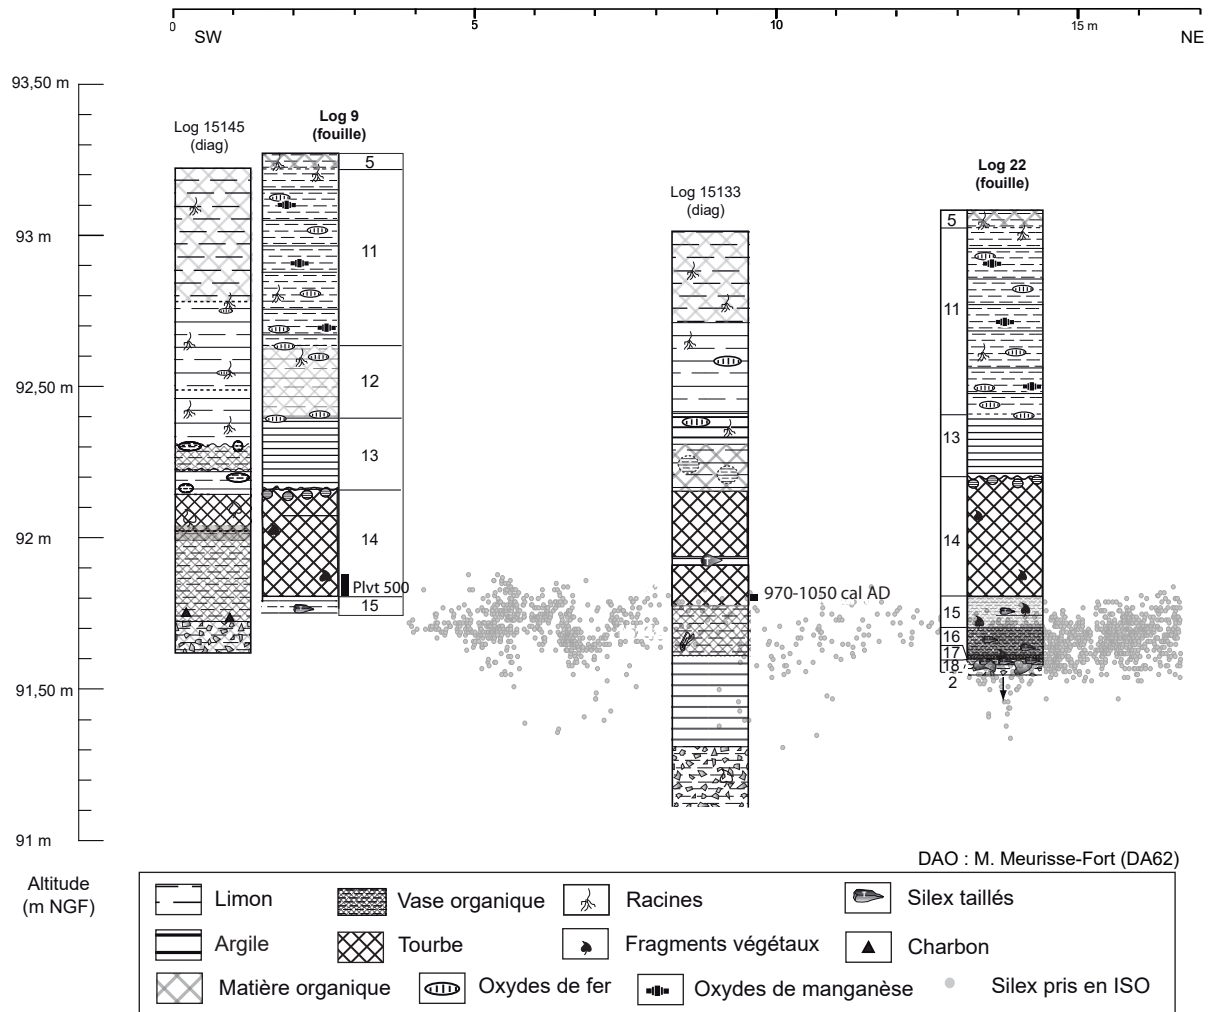 0 5 10 15 m
SW NE
93,50 m
93 m
92,50 m
92 m
91,50 m
91 m
Altitude
(m NGF)
Log 15145
(diag)
Log 9
(fouille)
5
11
12
13
14
15
Plvt 500
Log 15133
(diag)
970-1050 cal AD
Log 22
(fouille)
5
11
13
14
15
16
17
18
2
DAO : M. Meurisse-Fort (DA62)
Limon Vase organique Racines Silex taillés
Argile Tourbe Fragments végétaux Charbon
Matière organique Oxydes de fer Oxydes de manganèse Silex pris en ISO